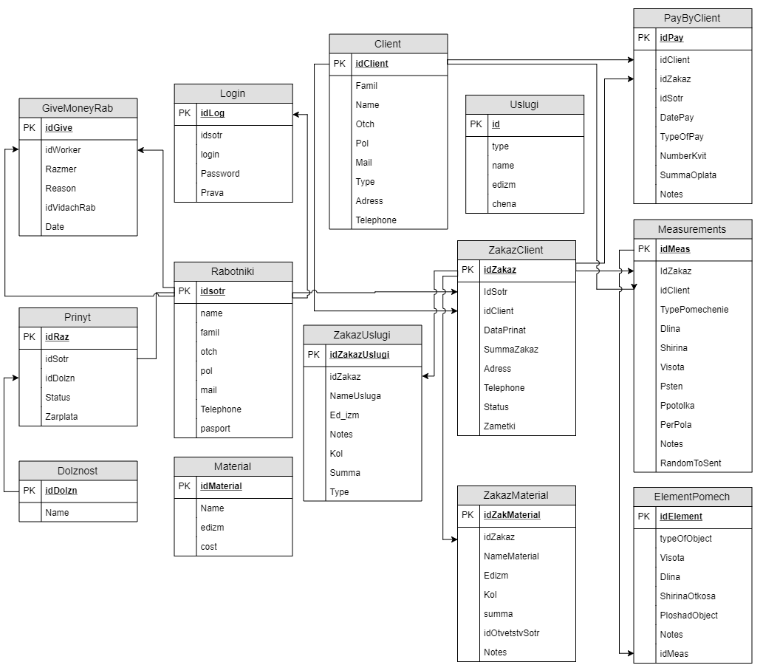 PayByClient
PK idPay
idClient
idZakaz
idSotr
DatePay
TypeOfPay
NumberKvit
SummaOplata
Notes
Client
PK idClient
Famil
Name
Otch
Pol
Mail
Type
Adress
Telephone
Login
PK idLog
idsotr
login
Password
Prava
GiveMoneyRab
PK idGive
idWorker
Razmer
Reason
idVidachRab
Date
Uslugi
PK id
type
name
edizm
chena
Measurements
PK idMeas
IdZakaz
idClient
TypePomechenie
Dlina
Shirina
Visota
Psten
Ppotolka
PerPola
Notes
RandomToSent
ZakazClient
PK idZakaz
IdSotr
idClient
DataPrinat
SummaZakaz
Adress
Telephone
Status
Zametki
Rabotniki
PK idsotr
name
famil
otch
pol
mail
Telephone
pasport
Prinyt
PK idRaz
idSotr
idDolzn
Status
Zarplata
ZakazUslugi
PK idZakazUslugi
idZakaz
NameUsluga
Ed_izm
Notes
Kol
Summa
Type
Dolznost
PK idDolzn
Name
Material
PK idMaterial
Name
edizm
cost
ZakazMaterial
PK idZakMaterial
idZakaz
NameMaterial
Edizm
Kol
summa
idOtvetstvSotr
Notes
ElementPomech
PK idElement
typeOfObject
Visota
Dlina
ShirinaOtkosa
PloshadObject
Notes
idMeas